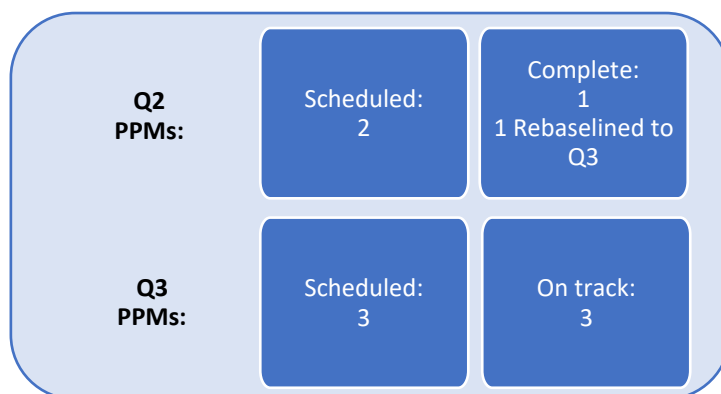 Q2
PPMs:
Scheduled:
2
Complete:
1
1 Rebaselined to
Q3
Q3
PPMs:
Scheduled:
3
On track:
3